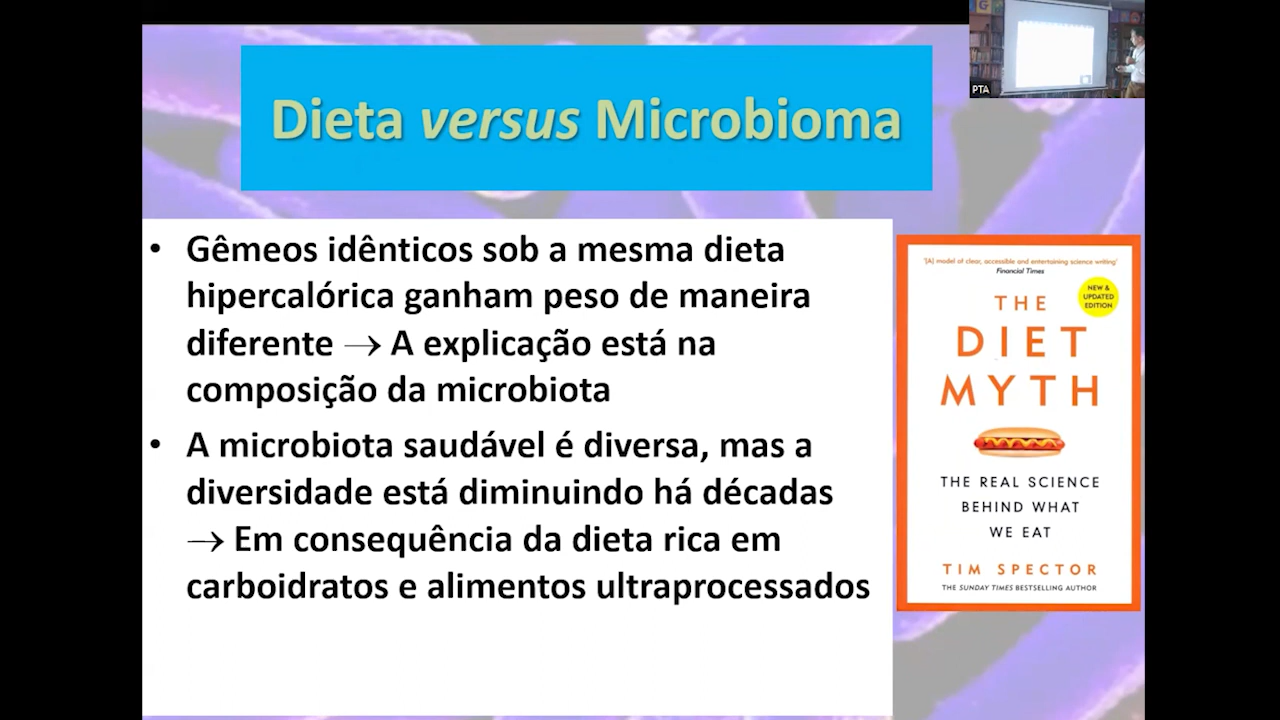 PTA
Dieta versus Microbioma
• Gêmeos idênticos sob a mesma dieta
hipercalórica ganham peso de maneira
diferente → A explicação está na
composição da microbiota
• A microbiota saudável é diversa, mas a
diversidade está diminuindo há décadas
→ Em consequência da dieta rica em
carboidratos e alimentos ultraprocessados
'[A] model of clear, accessible and entertaining science writing'
Financial Times
NEW &
UPDATED
EDITION
THE
DIET
MYTH
THE REAL SCIENCE
BEHIND WHAT
WE EAT
TIM SPECTOR
THE SUNDAY TIMES BESTSELLING AUTHOR